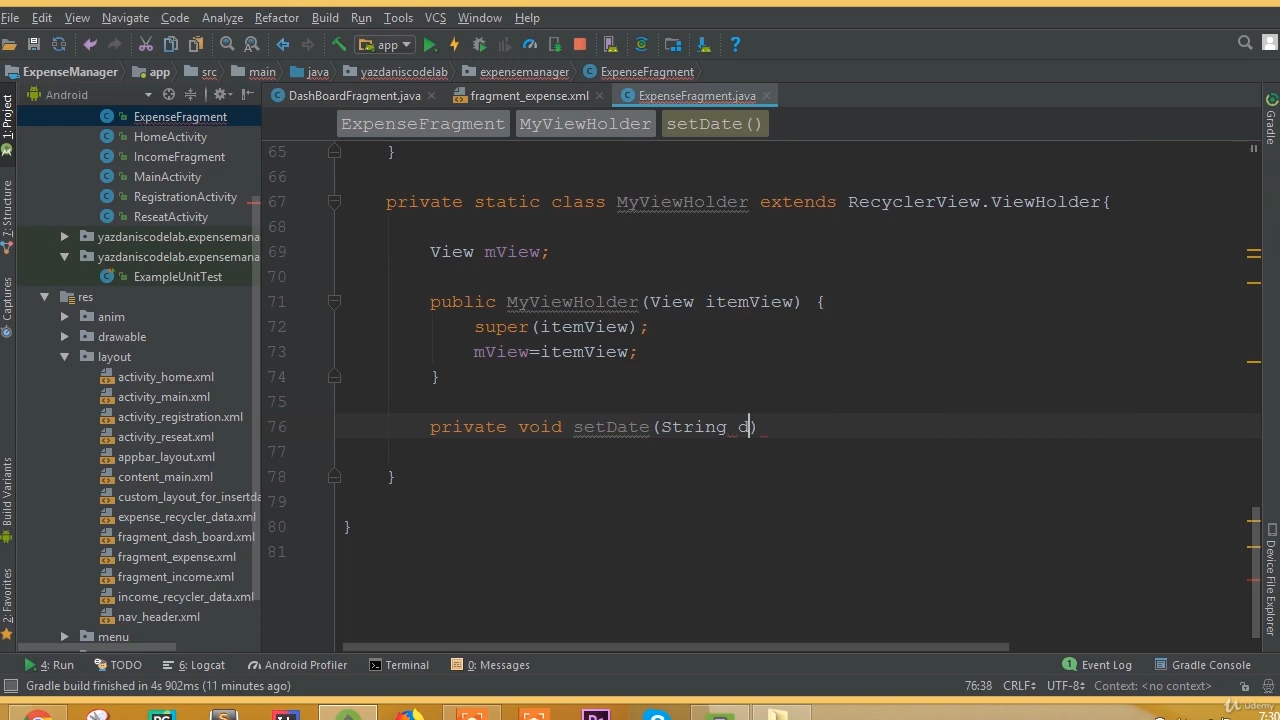 File Edit View Navigate Code Analyze Refactor Build Run Tools VCS Window Help
app
ExpenseManager app src main java yazdaniscodelab expensemanager ExpenseFragment
Android DashBoardFragment.java fragment_expense.xml ExpenseFragment.java
ExpenseFragment MyViewHolder setDate()
1: Project
7: Structure
Captures
Build Variants
2: Favorites
ExpenseFragment
HomeActivity
IncomeFragment
MainActivity
RegistrationActivity
ReseatActivity
yazdaniscodelab.expensema
yazdaniscodelab.expensema
ExampleUnitTest
res
anim
drawable
layout
activity_home.xml
activity_main.xml
activity_registration.xml
activity_reseat.xml
appbar_layout.xml
content_main.xml
custom_layout_for_insertda
expense_recycler_data.xml
fragment_dash_board.xml
fragment_expense.xml
fragment_income.xml
income_recycler_data.xml
nav_header.xml
menu
65 }
66
67 private static class MyViewHolder extends RecyclerView.ViewHolder{
68
69 View mView;
70
71 public MyViewHolder(View itemView) {
72 super(itemView);
73 mView=itemView;
74 }
75
76 private void setDate(String d)
77
78 }
79
80 }
81
Gradle
Device File Explorer
4: Run TODO 6: Logcat Android Profiler Terminal 0: Messages 1 Event Log Gradle Console
Gradle build finished in 4s 902ms (11 minutes ago) 76:38 CRLF UTF-8 Context: <no context>
Udemy